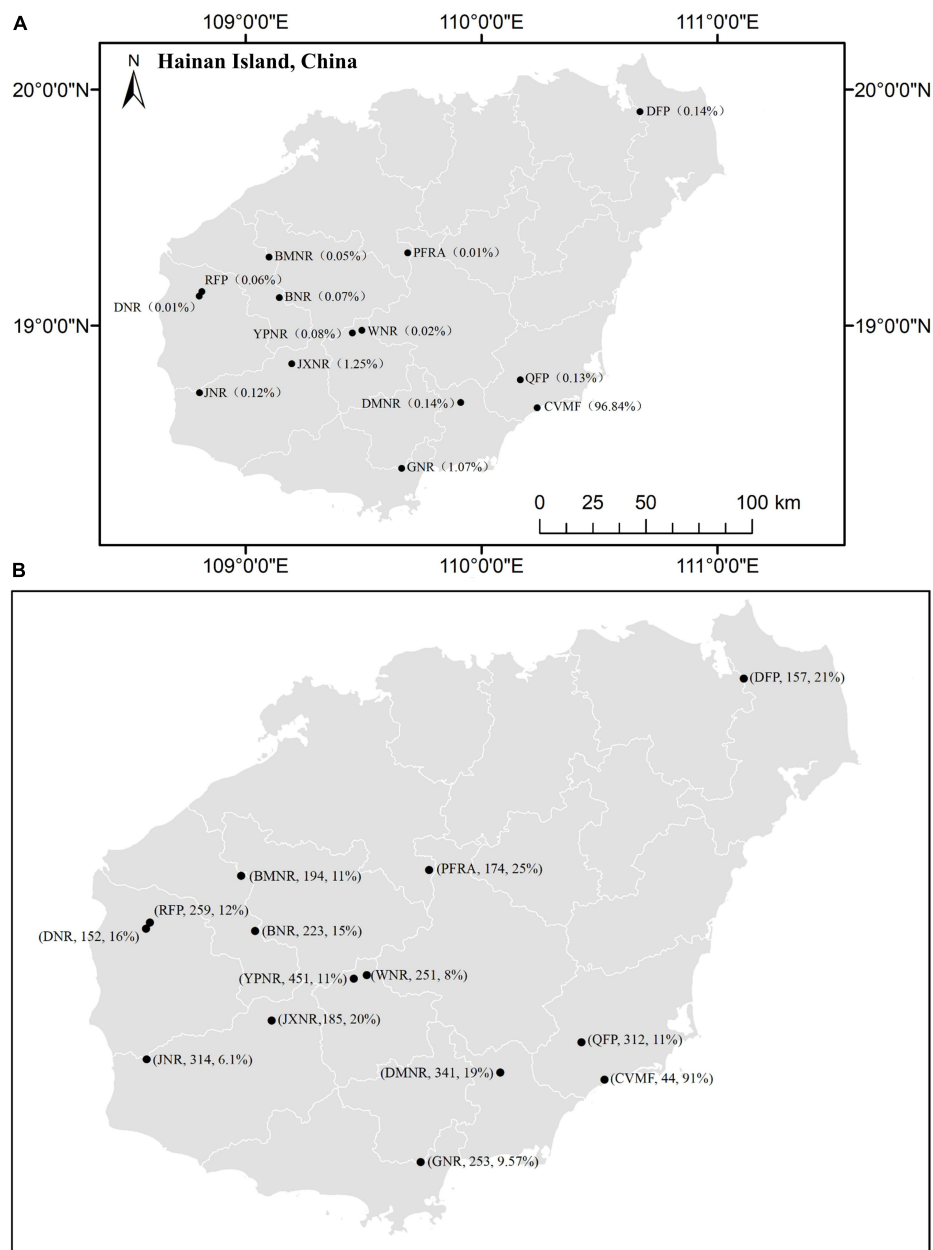 A
109°0'0"E
110°0'0"E
111°0'0"E
N
Hainan Island, China
20°0'0"N
20°0'0"N
DFP（0.14%）
BMNR（0.05%）
PFRA（0.01%）
RFP（0.06%）
BNR（0.07%）
DNR（0.01%）
19°0'0"N
19°0'0"N
YPNR（0.08%）
WNR（0.02%）
JXNR（1.25%）
QFP（0.13%）
JNR（0.12%）
DMNR（0.14%）
CVMF（96.84%）
GNR（1.07%）
0 25 50 100 km
109°0'0"E
110°0'0"E
111°0'0"E
B
(DFP, 157, 21%)
(BMNR, 194, 11%)
(PFRA, 174, 25%)
(RFP, 259, 12%)
(DNR, 152, 16%)
(BNR, 223, 15%)
(YPNR, 451, 11%)
(WNR, 251, 8%)
(JXNR,185, 20%)
(QFP, 312, 11%)
(JNR, 314, 6.1%)
(DMNR, 341, 19%)
(CVMF, 44, 91%)
(GNR, 253, 9.57%)